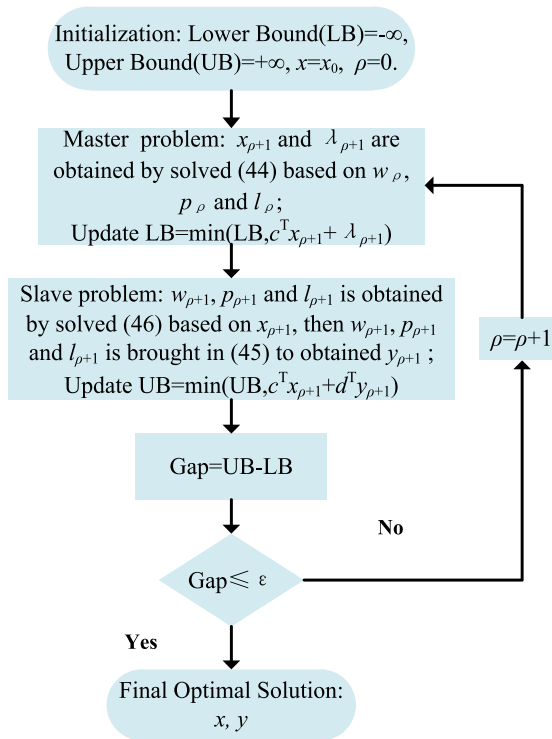 Initialization: Lower Bound(LB)=-∞,
Upper Bound(UB)=+∞, x=x₀, ρ=0.
Master problem: xρ+1 and λρ+1 are
obtained by solved (44) based on wρ,
pρ and lρ;
Update LB=min(LB,cᵀxρ+1+ λρ+1)
Slave problem: wρ+1, pρ+1 and lρ+1 is obtained
by solved (46) based on xρ+1, then wρ+1, pρ+1
and lρ+1 is brought in (45) to obtained yρ+1 ;
Update UB=min(UB,cᵀxρ+1+dᵀyρ+1)
ρ=ρ+1
Gap=UB-LB
No
Gap≤ ε
Yes
Final Optimal Solution:
x, y